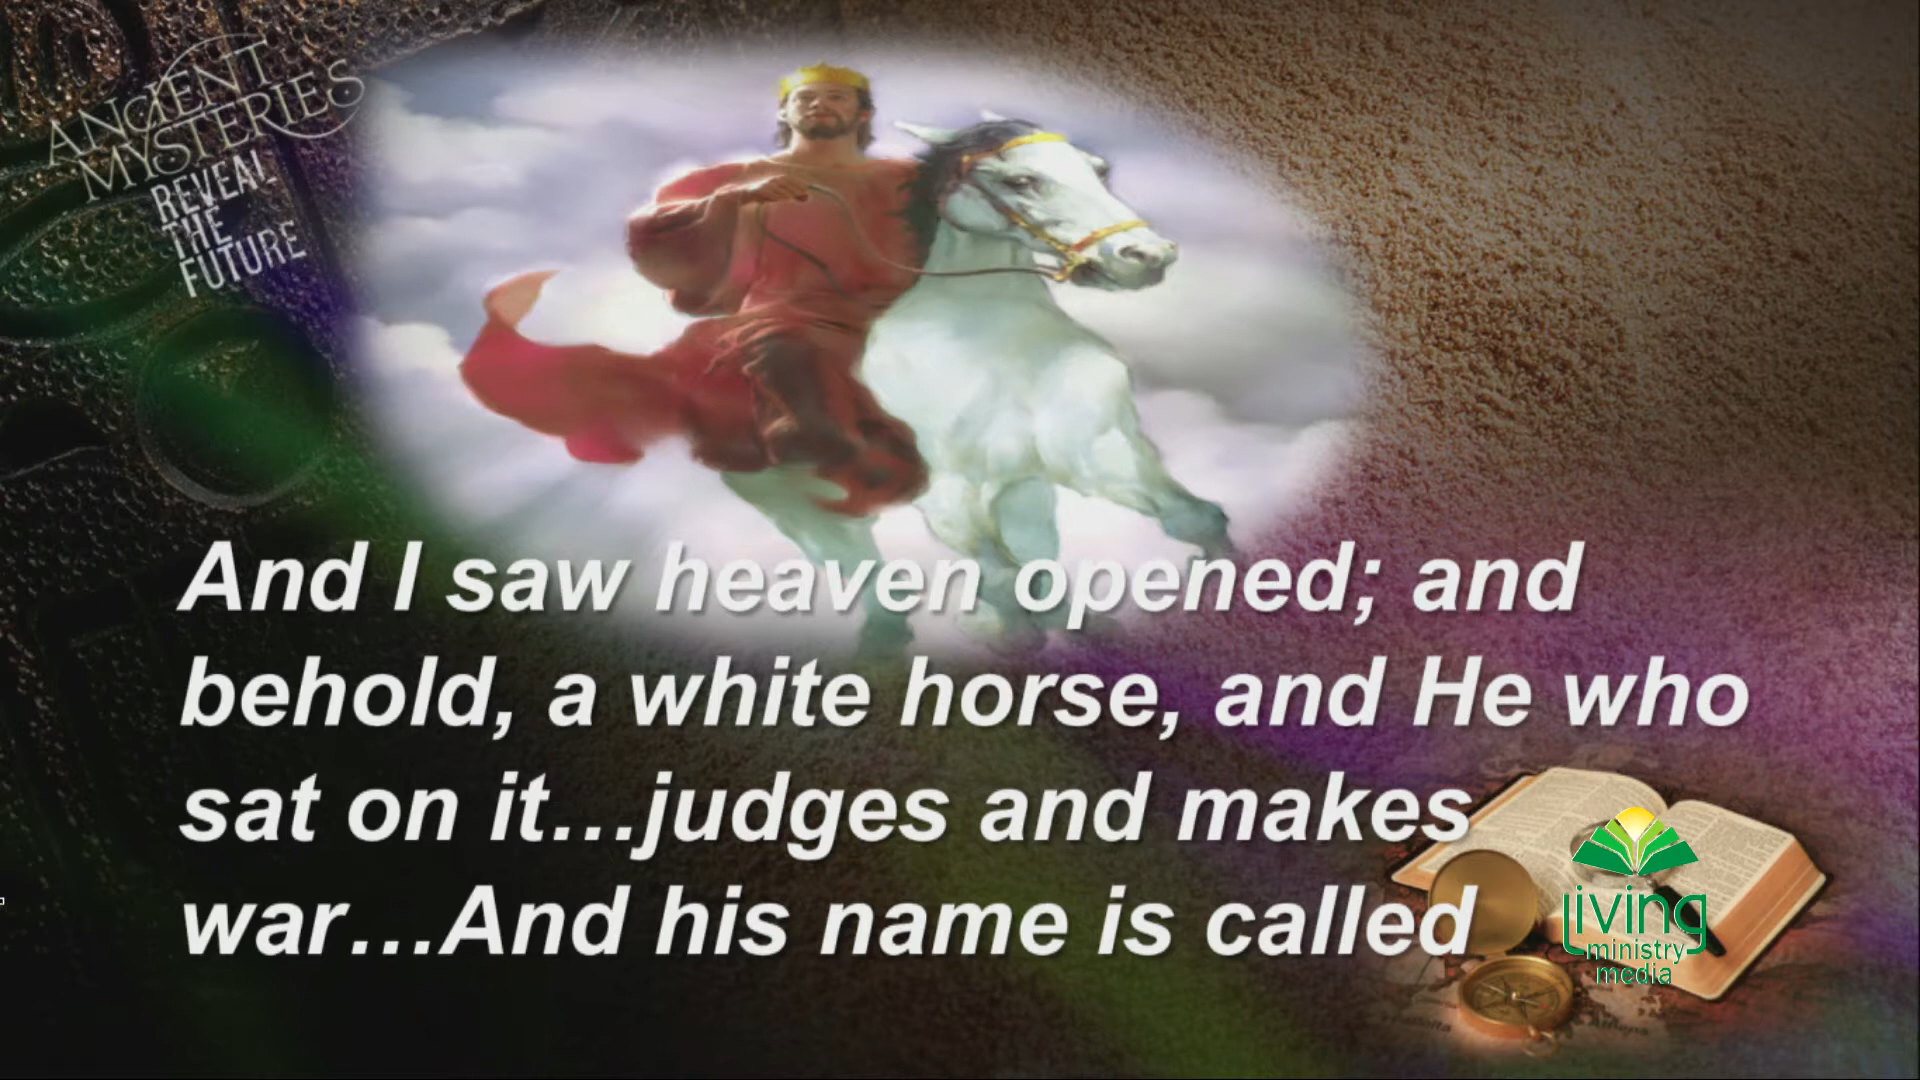 ANCIENT
MYSTERIES
REVEAL
THE
FUTURE
And I saw heaven opened; and
behold, a white horse, and He who
sat on it...judges and makes
war...And his name is called
living
ministry
media